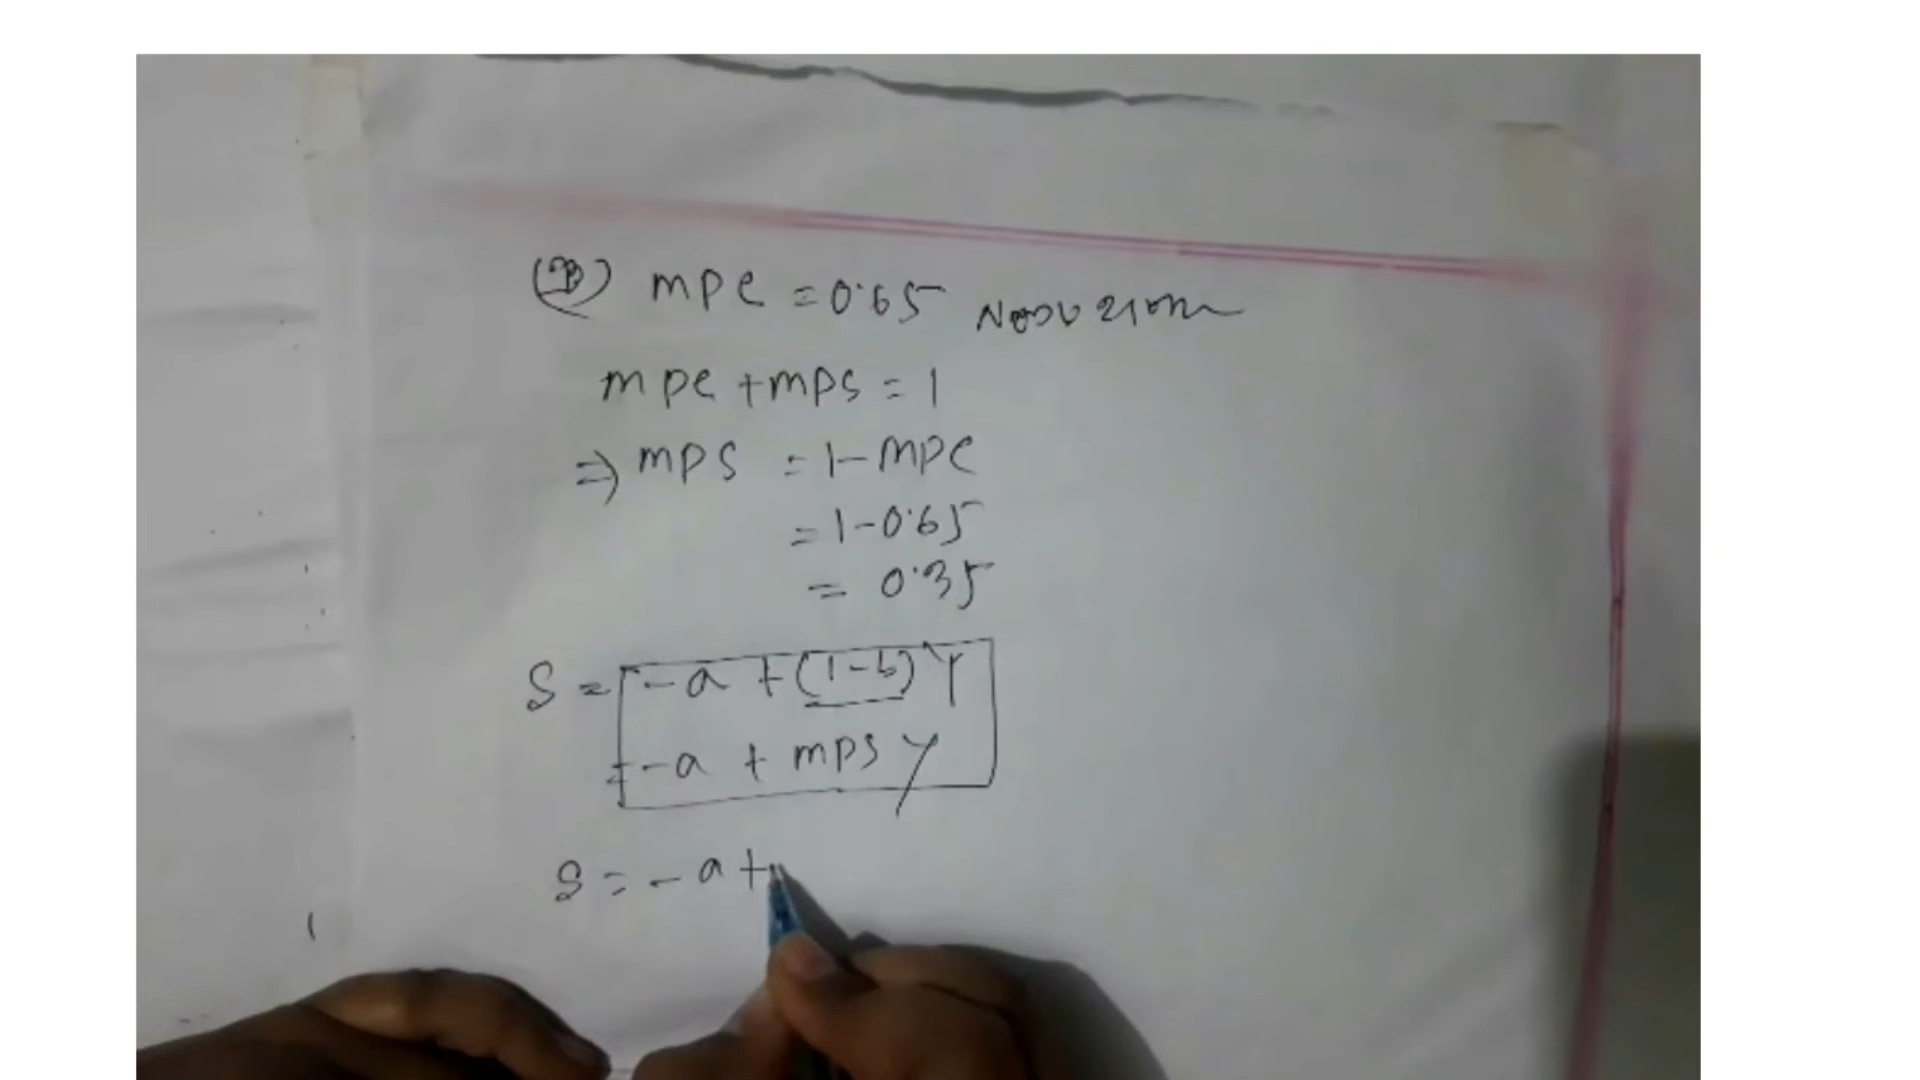 mpc = 0.65
mpc + mps = 1
⇒ mps = 1 - mpc
= 1 - 0.65
= 0.35
S = -a + (1-b) Y
= -a + mps Y
S = -a +